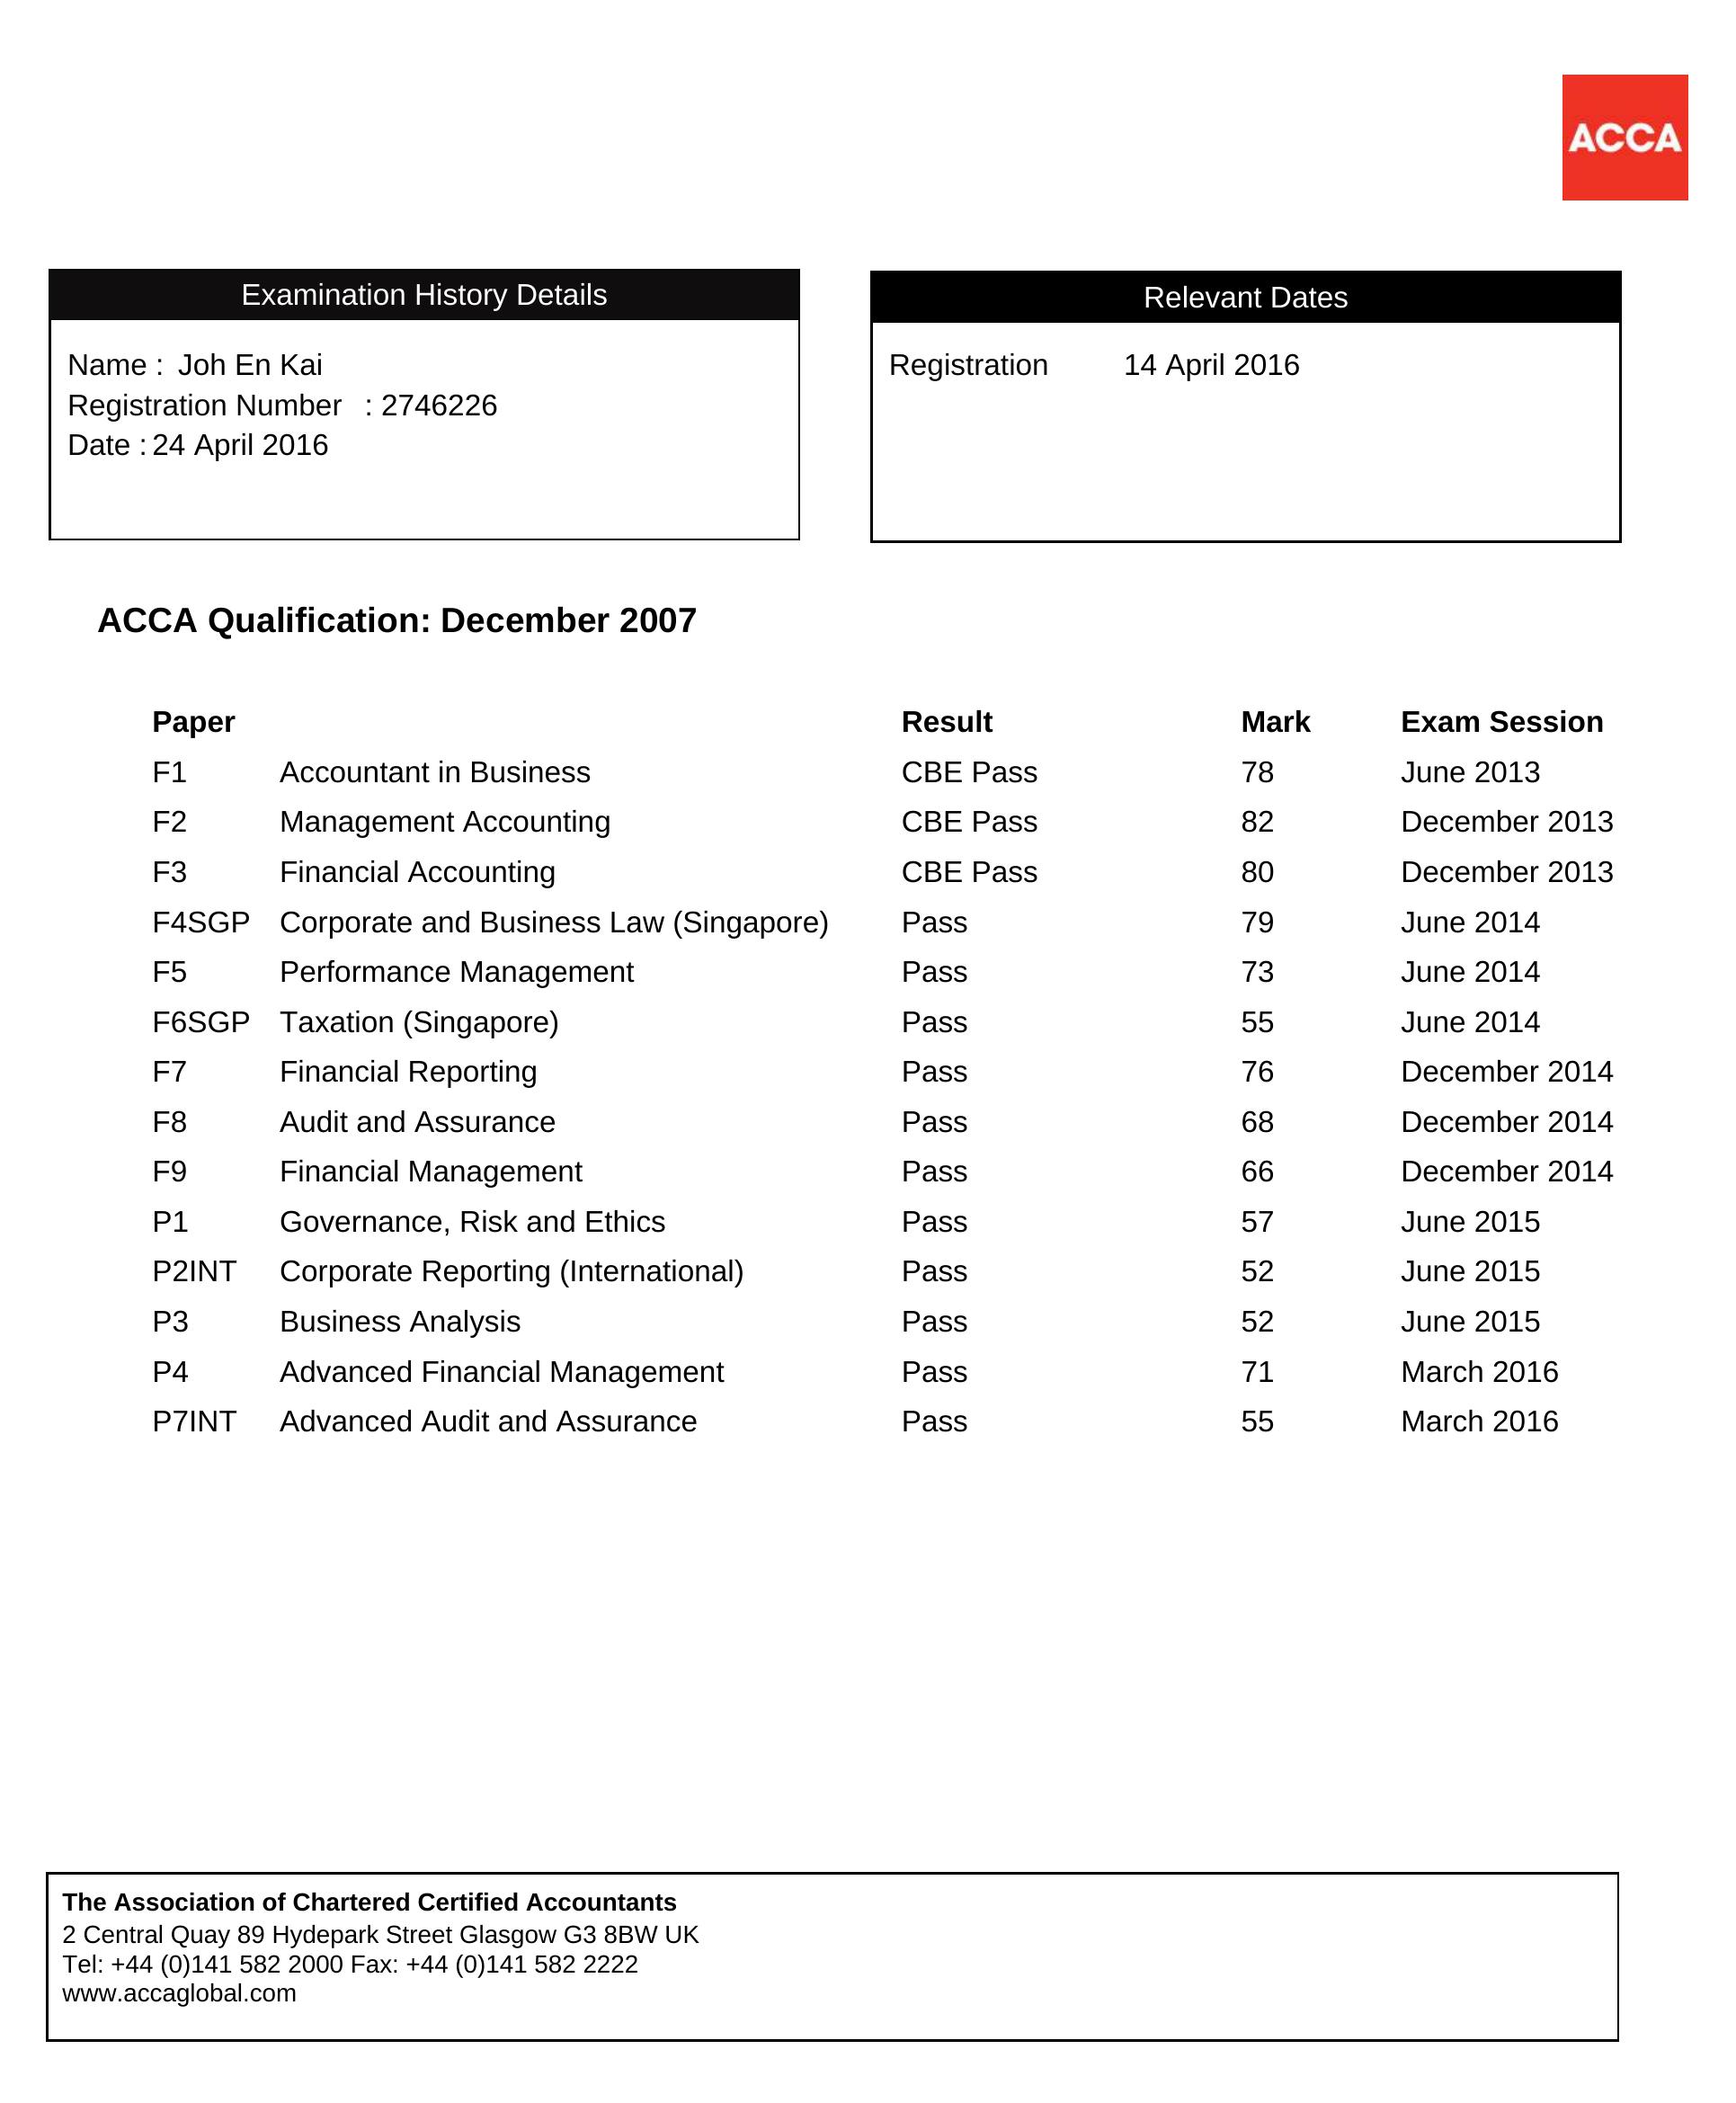 ACCA
Examination History Details
Name : Joh En Kai
Registration Number : 2746226
Date : 24 April 2016
Relevant Dates
Registration 14 April 2016
ACCA Qualification: December 2007
Paper Result Mark Exam Session
F1 Accountant in Business CBE Pass 78 June 2013
F2 Management Accounting CBE Pass 82 December 2013
F3 Financial Accounting CBE Pass 80 December 2013
F4SGP Corporate and Business Law (Singapore) Pass 79 June 2014
F5 Performance Management Pass 73 June 2014
F6SGP Taxation (Singapore) Pass 55 June 2014
F7 Financial Reporting Pass 76 December 2014
F8 Audit and Assurance Pass 68 December 2014
F9 Financial Management Pass 66 December 2014
P1 Governance, Risk and Ethics Pass 57 June 2015
P2INT Corporate Reporting (International) Pass 52 June 2015
P3 Business Analysis Pass 52 June 2015
P4 Advanced Financial Management Pass 71 March 2016
P7INT Advanced Audit and Assurance Pass 55 March 2016
The Association of Chartered Certified Accountants
2 Central Quay 89 Hydepark Street Glasgow G3 8BW UK
Tel: +44 (0)141 582 2000 Fax: +44 (0)141 582 2222
www.accaglobal.com